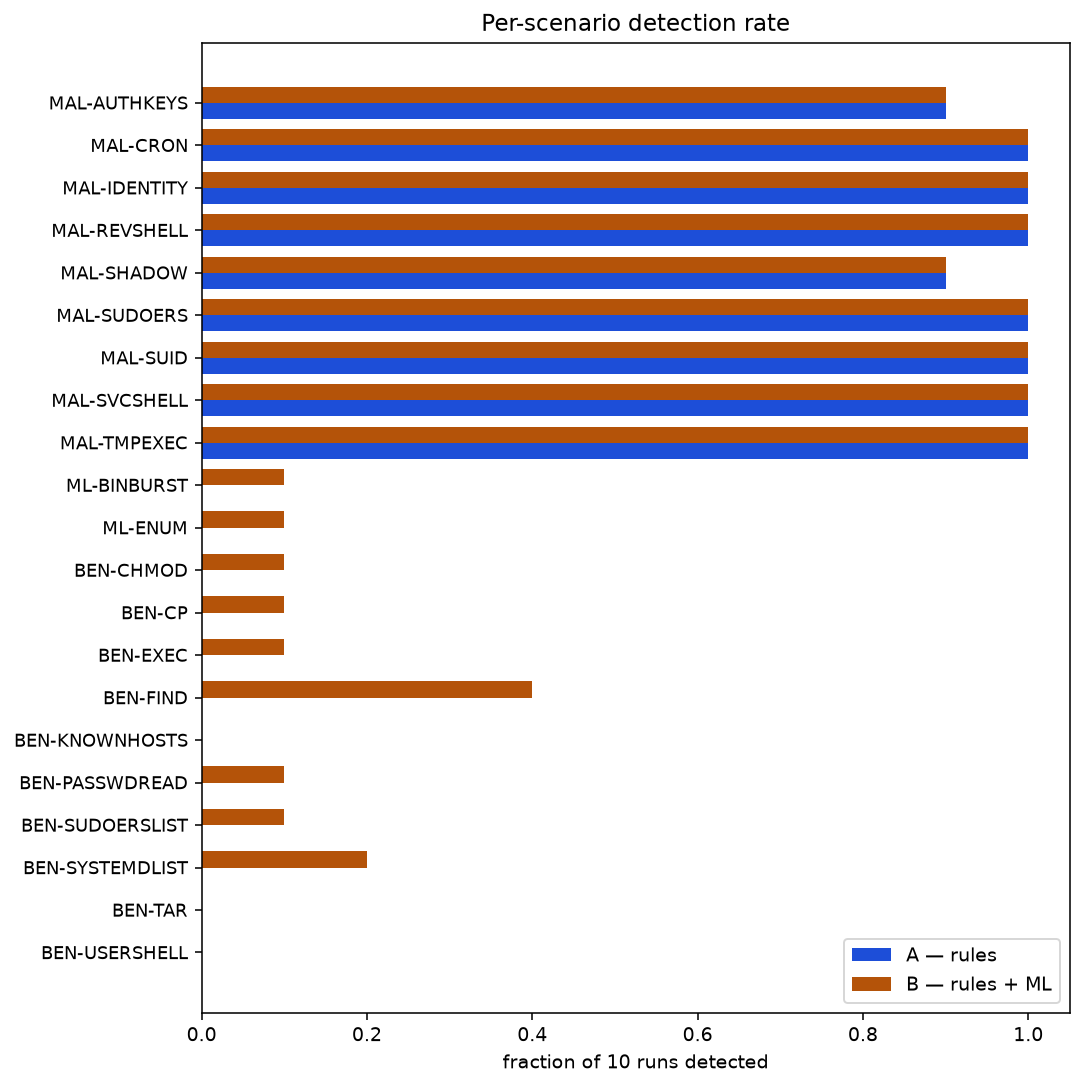 Per-scenario detection rate
MAL-AUTHKEYS
MAL-CRON
MAL-IDENTITY
MAL-REVSHELL
MAL-SHADOW
MAL-SUDOERS
MAL-SUID
MAL-SVCSHELL
MAL-TMPEXEC
ML-BINBURST
ML-ENUM
BEN-CHMOD
BEN-CP
BEN-EXEC
BEN-FIND
BEN-KNOWNHOSTS
BEN-PASSWDREAD
BEN-SUDOERSLIST
BEN-SYSTEMDLIST
BEN-TAR
BEN-USERSHELL
A — rules
B — rules + ML
0.0 0.2 0.4 0.6 0.8 1.0
fraction of 10 runs detected